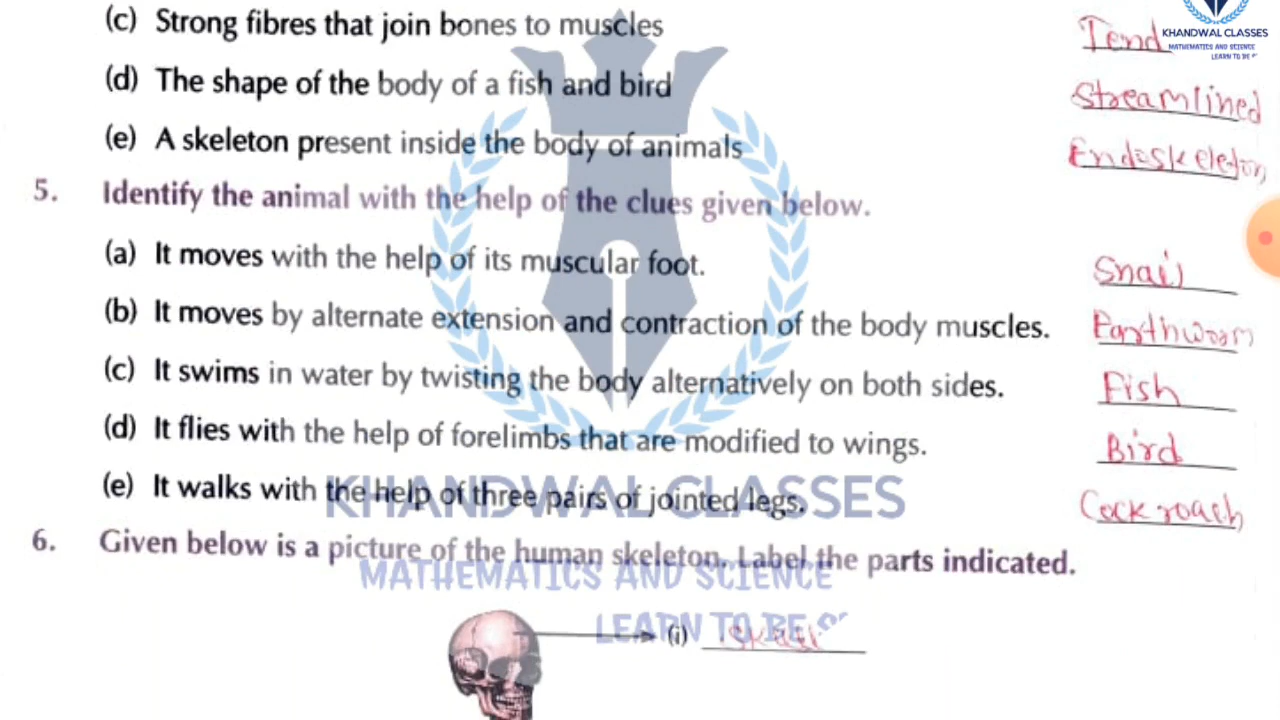 (c) Strong fibres that join bones to muscles Tend
KHANDWAL CLASSES
MATHEMATICS AND SCIENCE
LEARN TO BE
(d) The shape of the body of a fish and bird Streamlined
(e) A skeleton present inside the body of animals Endoskeleton
5. Identify the animal with the help of the clues given below.
(a) It moves with the help of its muscular foot. Snail
(b) It moves by alternate extension and contraction of the body muscles. Earthworm
(c) It swims in water by twisting the body alternatively on both sides. Fish
(d) It flies with the help of forelimbs that are modified to wings. Bird
(e) It walks with the help of three pairs of jointed legs. Cockroach
KHANDWAL CLASSES
6. Given below is a picture of the human skeleton. Label the parts indicated.
MATHEMATICS AND SCIENCE
LEARN TO BE
(i)